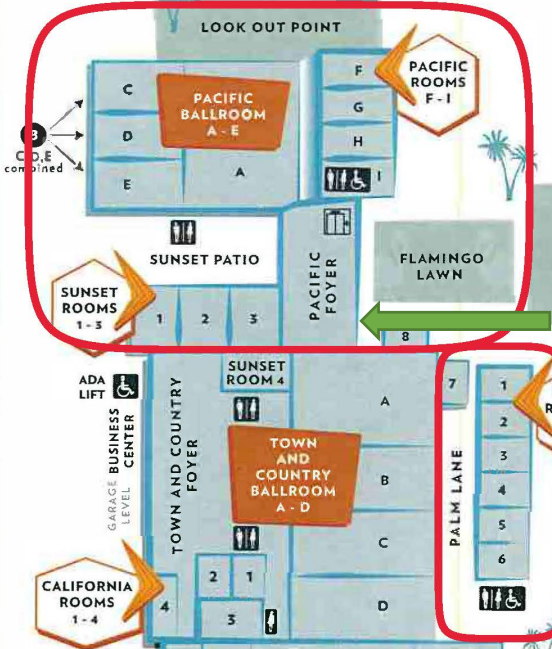 LOOK OUT POINT
PACIFIC
ROOMS
F - I
F
G
H
I
C
D
E
A
PACIFIC
BALLROOM
A - E
B
C,D,E
combined
SUNSET PATIO
PACIFIC
FOYER
FLAMINGO
LAWN
SUNSET
ROOMS
1 - 3
1
2
3
8
SUNSET
ROOM 4
7
ADA
LIFT
BUSINESS
CENTER
GARAGE
LEVEL
TOWN AND COUNTRY
FOYER
TOWN
AND
COUNTRY
BALLROOM
A - D
A
B
C
D
PALM LANE
1
2
3
4
5
6
CALIFORNIA
ROOMS
1 - 4
4
2
1
3